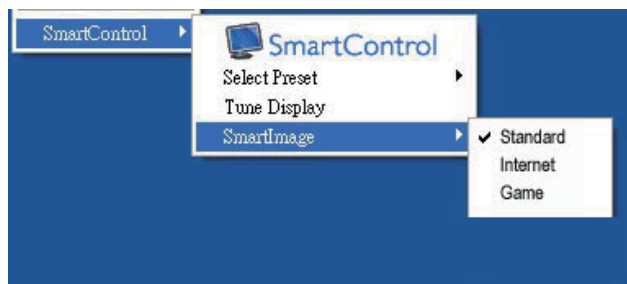 SmartControl
SmartControl
Select Preset
Tune Display
SmartImage
Standard
Internet
Game